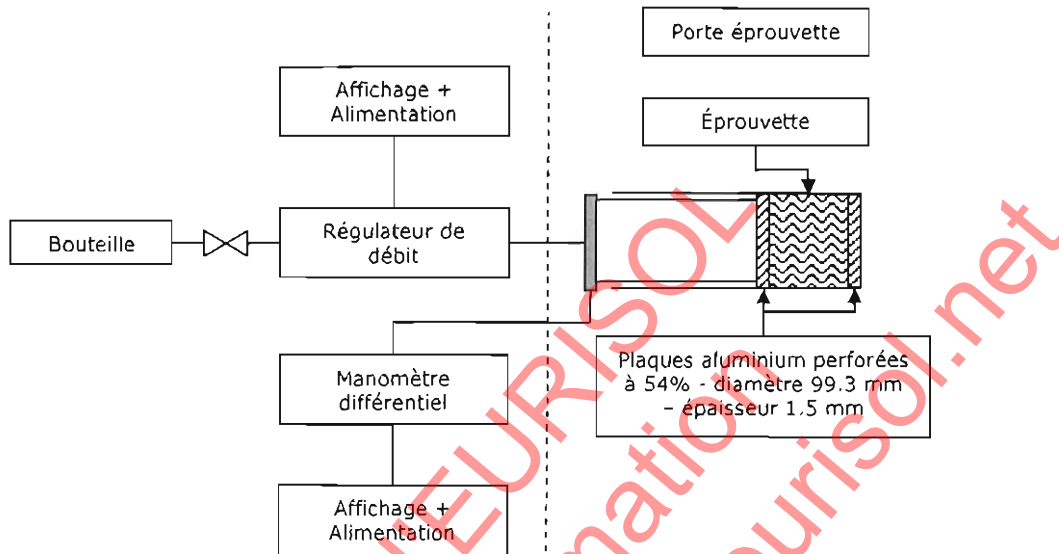 Porte éprouvette
Affichage +
Alimentation
Éprouvette
Bouteille
Régulateur de
débit
Manomètre
différentiel
Plaques aluminium perforées
à 54% - diamètre 99.3 mm
– épaisseur 1.5 mm
Affichage +
Alimentation